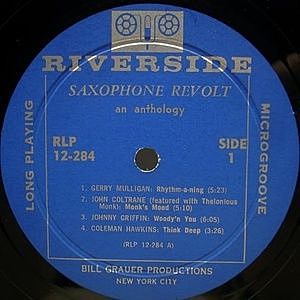 RIVERSIDE
SAXOPHONE REVOLT
an anthology
LONG PLAYING
MICROGROOVE
RLP
12-284
SIDE
1
1. GERRY MULLIGAN: Rhythm-a-ning (5:23)
2. JOHN COLTRANE (featured with Thelonious
Monk): Monk's Mood (5:10)
3. JOHNNY GRIFFIN: Woody'n You (6:05)
4. COLEMAN HAWKINS: Think Deep (3:26)
(RLP 12-284 A)
BILL GRAUER PRODUCTIONS
NEW YORK CITY